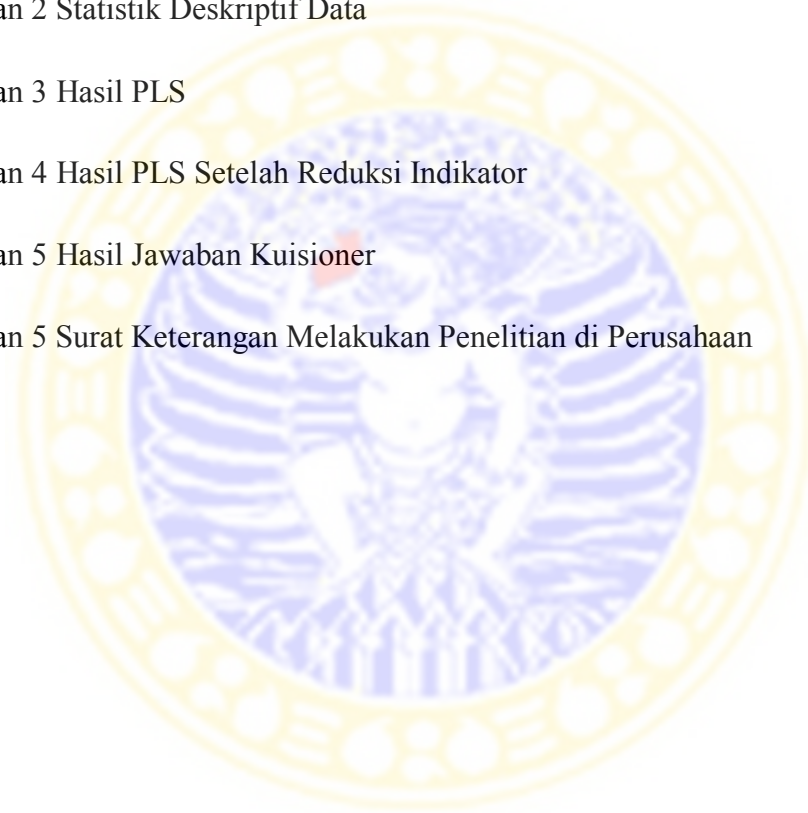 an 2 Statistik Deskriptif Data
an 3 Hasil PLS
an 4 Hasil PLS Setelah Reduksi Indikator
an 5 Hasil Jawaban Kuisioner
an 5 Surat Keterangan Melakukan Penelitian di Perusahaan